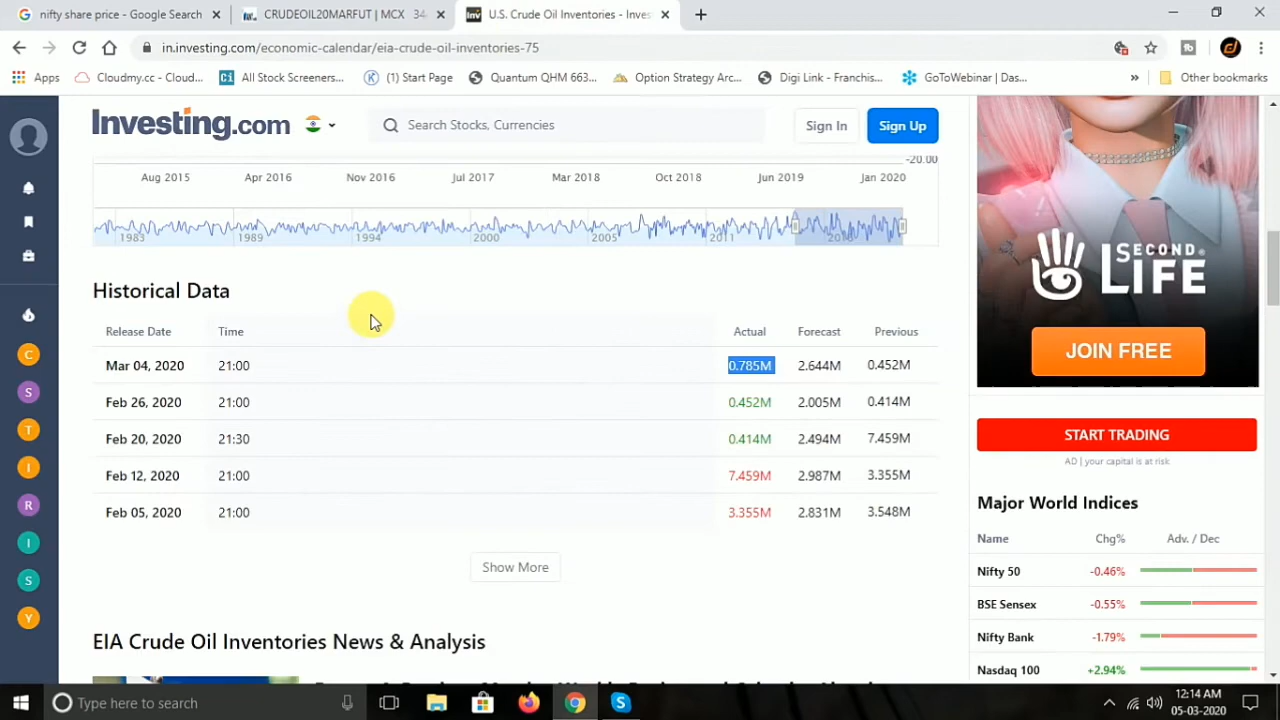 nifty share price - Google Search
CRUDEOIL20MARFUT | MCX 34
U.S. Crude Oil Inventories - Inves
in.investing.com/economic-calendar/eia-crude-oil-inventories-75
Apps
Cloudmy.cc - Cloud...
All Stock Screeners...
(1) Start Page
Quantum QHM 663...
Option Strategy Arc...
Digi Link - Franchis...
GoToWebinar | Das...
»
Other bookmarks
Investing.com
Search Stocks, Currencies
Sign In
Sign Up
-20.00
Aug 2015 Apr 2016 Nov 2016 Jul 2017 Mar 2018 Oct 2018 Jun 2019 Jan 2020
1983 1989 1994 2000 2005 2011
Historical Data
Release Date Time Actual Forecast Previous
Mar 04, 2020 21:00 0.785M 2.644M 0.452M
Feb 26, 2020 21:00 0.452M 2.005M 0.414M
Feb 20, 2020 21:30 0.414M 2.494M 7.459M
Feb 12, 2020 21:00 7.459M 2.987M 3.355M
Feb 05, 2020 21:00 3.355M 2.831M 3.548M
Show More
EIA Crude Oil Inventories News & Analysis
C
S
T
I
R
I
S
Y
SECOND
LIFE
JOIN FREE
START TRADING
AD | your capital is at risk
Major World Indices
Name Chg% Adv. / Dec
Nifty 50 -0.46%
BSE Sensex -0.55%
Nifty Bank -1.79%
Nasdaq 100 +2.94%
Type here to search
12:14 AM
05-03-2020